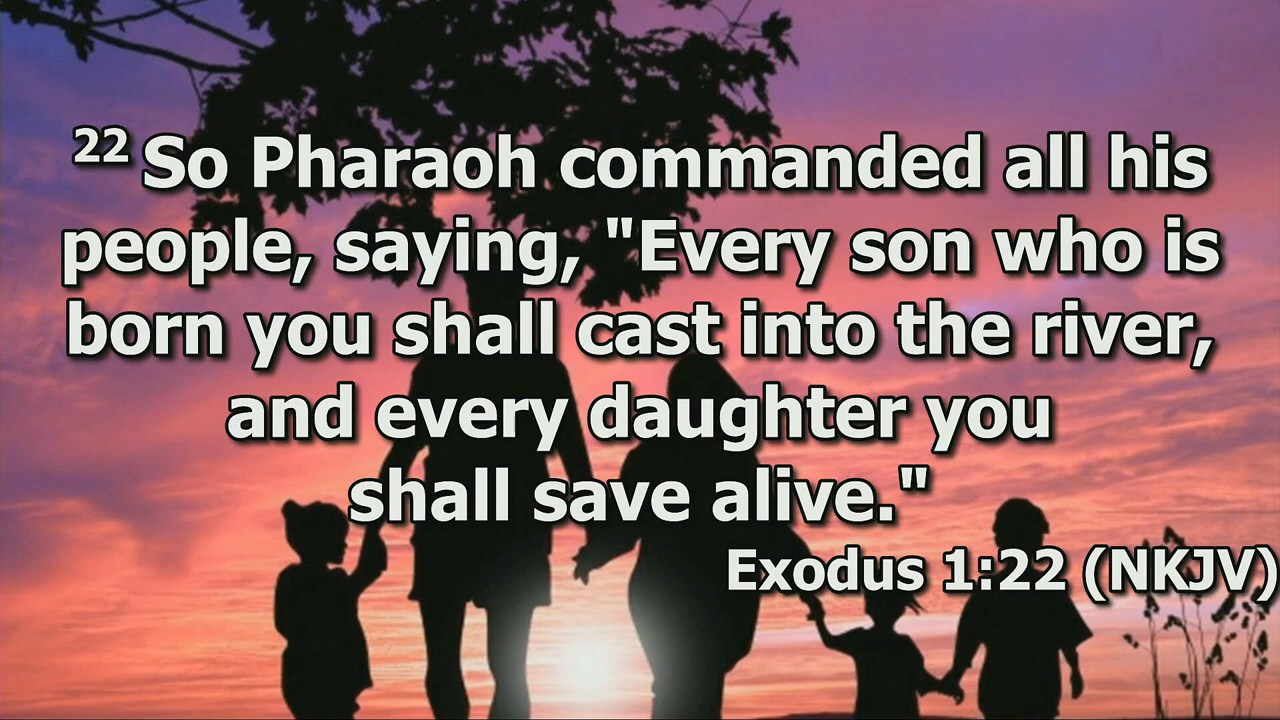 22 So Pharaoh commanded all his
people, saying, "Every son who is
born you shall cast into the river,
and every daughter you
shall save alive."
Exodus 1:22 (NKJV)